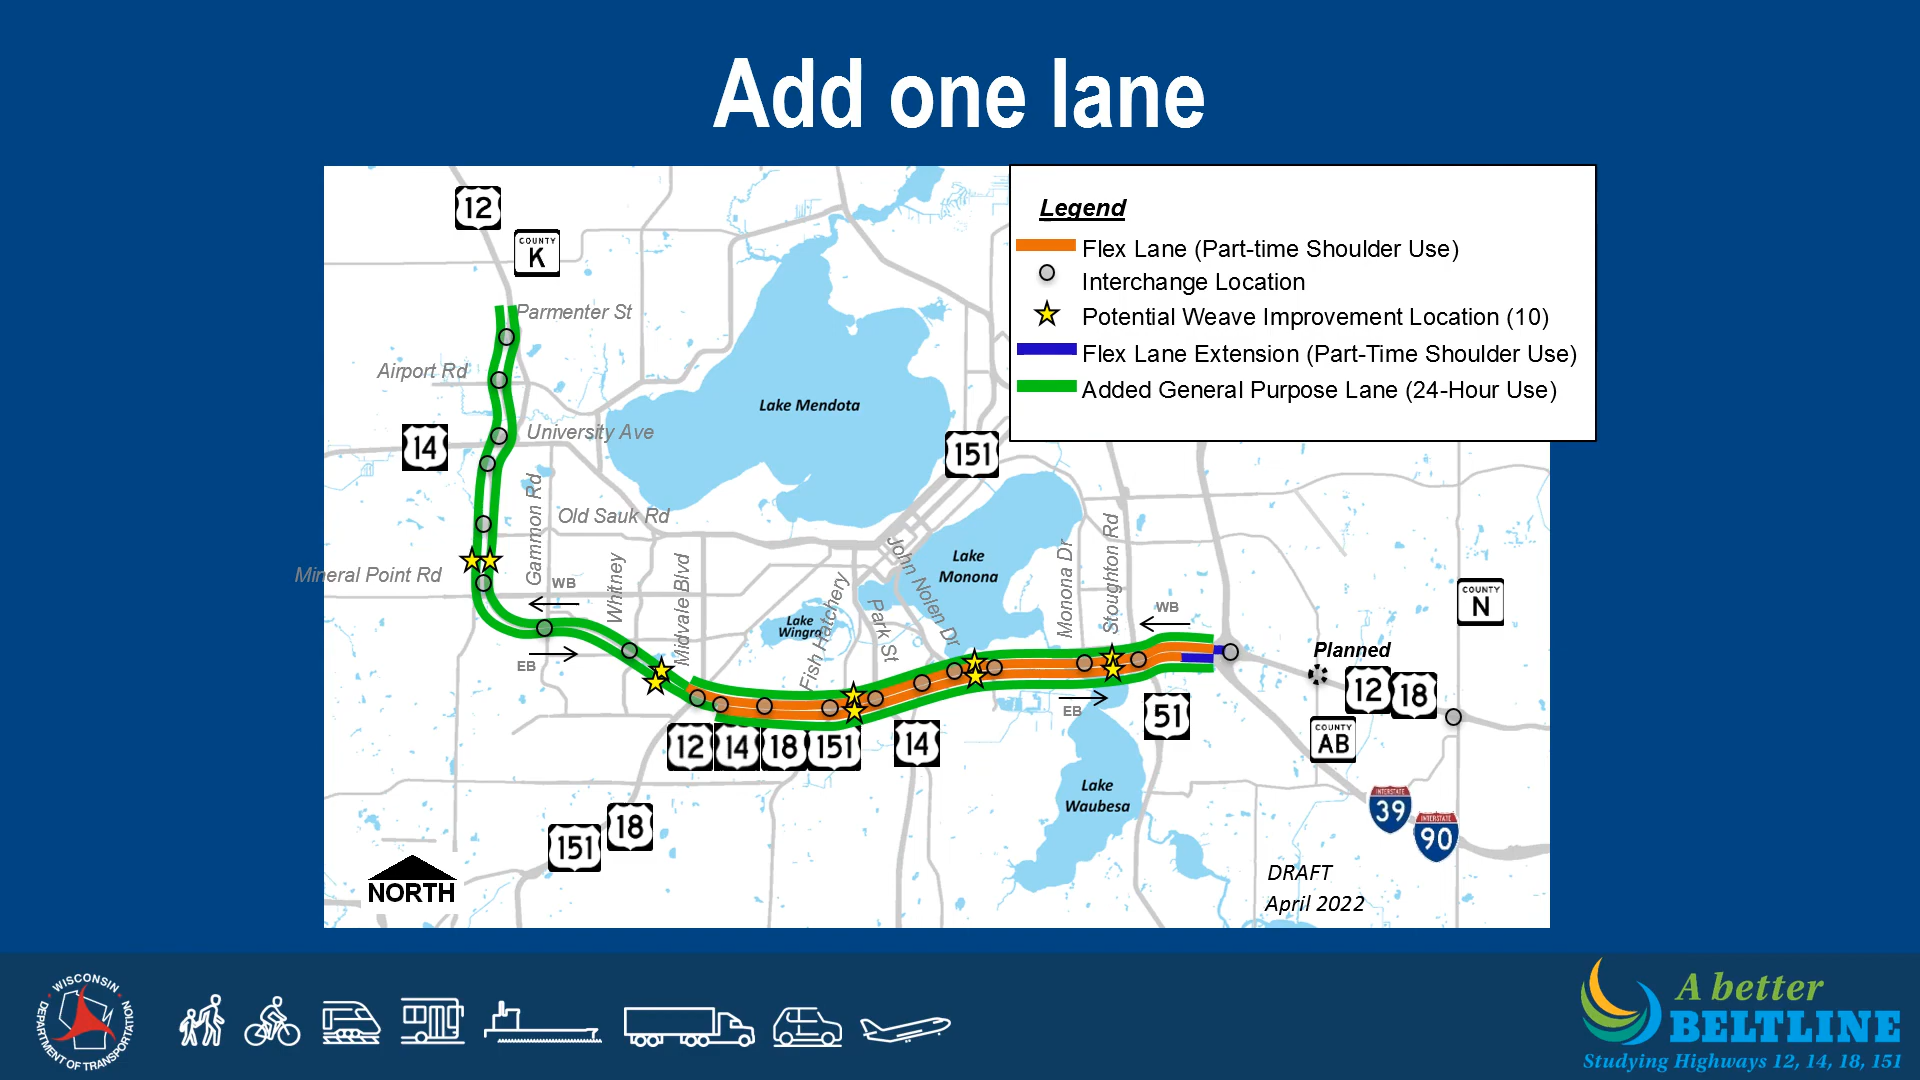 Add one lane
Legend
Flex Lane (Part-time Shoulder Use)
Interchange Location
Potential Weave Improvement Location (10)
Flex Lane Extension (Part-Time Shoulder Use)
Added General Purpose Lane (24-Hour Use)
12
COUNTY
K
Parmenter St
Airport Rd
14
University Ave
Lake Mendota
151
Gammon Rd
Old Sauk Rd
Mineral Point Rd
WB
EB
Whitney
Midvale Blvd
Lake
Wingra
Fish Hatchery
Park St
John Nolen Dr
Lake
Monona
Monona Dr
Stoughton Rd
WB
EB
COUNTY
N
Planned
12 18
51
COUNTY
AB
12 14 18 151
14
Lake
Waubesa
INTERSTATE
39
INTERSTATE
90
18
151
NORTH
DRAFT
April 2022
WISCONSIN
DEPARTMENT OF TRANSPORTATION
A better
BELTLINE
Studying Highways 12, 14, 18, 151